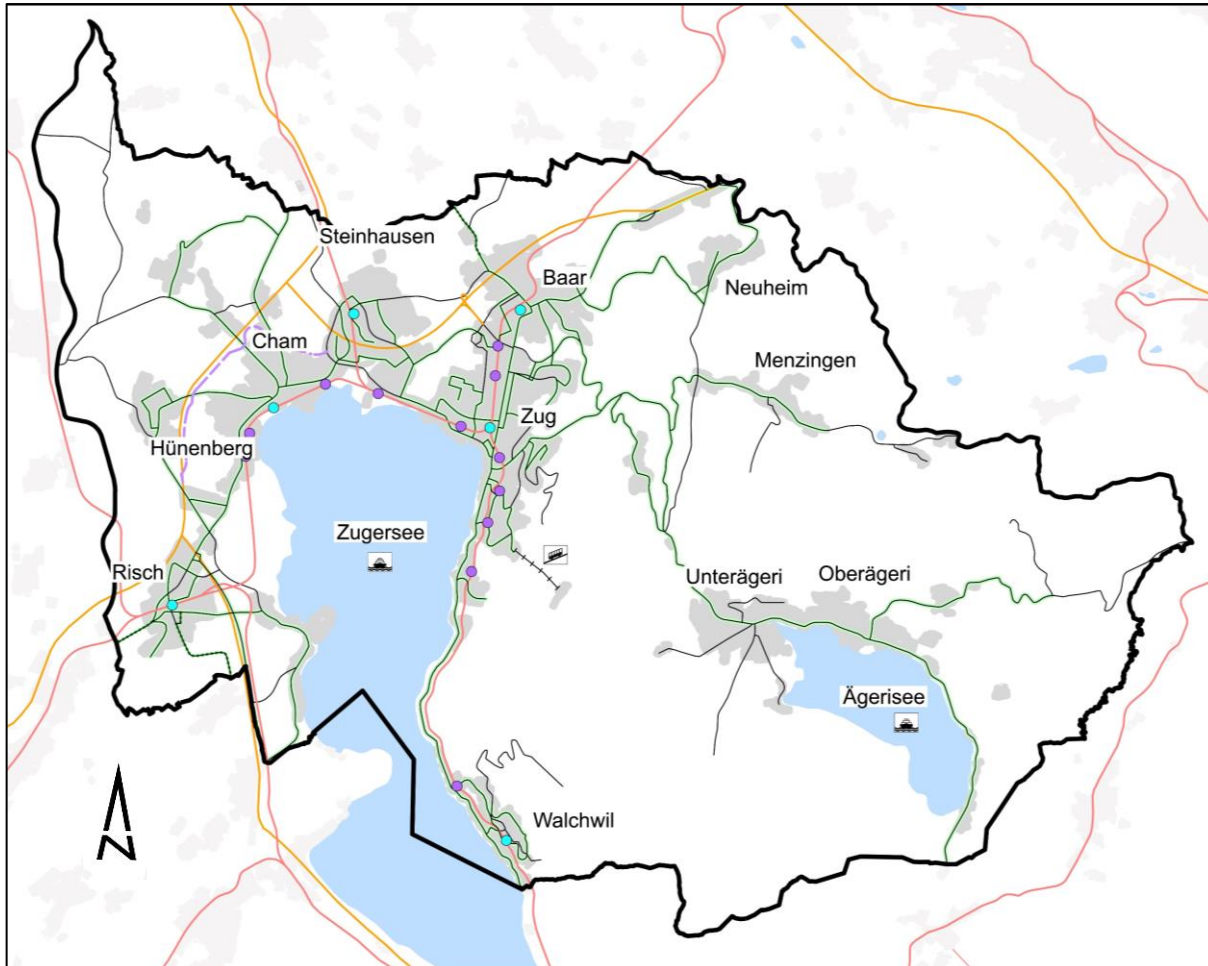 Steinhausen
Baar
Neuheim
Cham
Menzingen
Zug
Hünenberg
Zugersee
Risch
Unterägeri
Oberägeri
Ägerisee
Walchwil
N